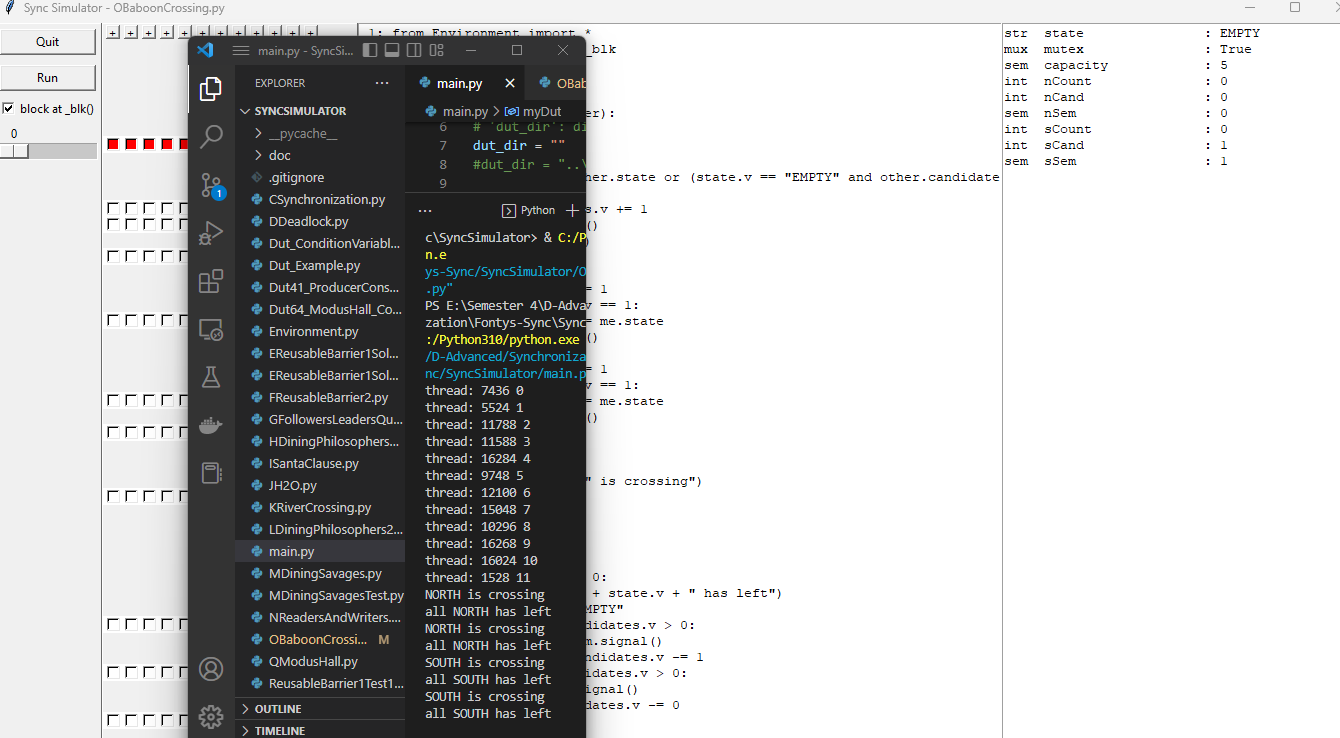 Sync Simulator - OBaboonCrossing.py
Quit
Run
block at _blk()
0
+ + + + + + + + + + + +
main.py - SyncSi...
EXPLORER ...
SYNCSIMULATOR
__pycache__
doc
.gitignore
CSynchronization.py
DDeadlock.py
Dut_ConditionVariabl...
Dut_Example.py
Dut41_ProducerCons...
Dut64_ModusHall_Co...
Environment.py
EReusableBarrier1Sol...
EReusableBarrier1Sol...
FReusableBarrier2.py
GFollowersLeadersQu...
HDiningPhilosophers...
ISantaClause.py
JH2O.py
KRiverCrossing.py
LDiningPhilosophers2...
main.py
MDiningSavages.py
MDiningSavagesTest.py
NReadersAndWriters....
OBaboonCrossi... M
QModusHall.py
ReusableBarrier1Test1...
OUTLINE
TIMELINE
1
main.py
OBab
main.py > myDut
6 # 'dut_dir': di
7 dut_dir = ""
8 #dut_dir = "..\
9
... Python
c\SyncSimulator> & C:/P
n.e
ys-Sync/SyncSimulator/O
.py"
PS E:\Semester 4\D-Adva
zation\Fontys-Sync\Sync
:/Python310/python.exe
/D-Advanced/Synchroniza
nc/SyncSimulator/main.p
thread: 7436 0
thread: 5524 1
thread: 11788 2
thread: 11588 3
thread: 16284 4
thread: 9748 5
thread: 12100 6
thread: 15048 7
thread: 10296 8
thread: 16268 9
thread: 16024 10
thread: 1528 11
NORTH is crossing
all NORTH has left
NORTH is crossing
all NORTH has left
SOUTH is crossing
all SOUTH has left
SOUTH is crossing
all SOUTH has left
1: from Environment import *
_blk
er):
her.state or (state.v == "EMPTY" and other.candidate
s.v += 1
()
)
= 1
v == 1:
= me.state
()
= 1
v == 1:
= me.state
()
" is crossing")
0:
+ state.v + " has left")
MPTY"
didates.v > 0:
m.signal()
ndidates.v -= 1
idates.v > 0:
ignal()
dates.v -= 0
str state : EMPTY
mux mutex : True
sem capacity : 5
int nCount : 0
int nCand : 0
sem nSem : 0
int sCount : 0
int sCand : 1
sem sSem : 1